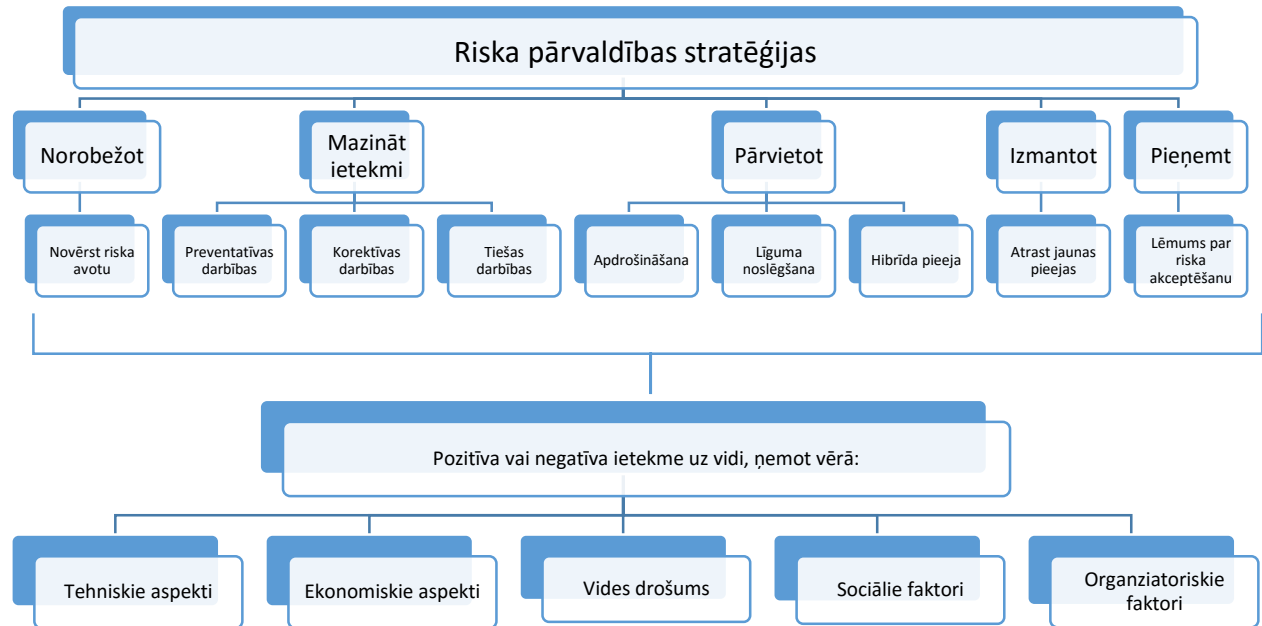 Riska pārvaldības stratēģijas
Norobežot
Mazināt
ietekmi
Pārvietot
Izmantot
Pieņemt
Novērst riska
avotu
Preventatīvas
darbības
Korektīvas
darbības
Tiešas
darbības
Apdrošināšana
Līguma
noslēgšana
Hibrīda pieeja
Atrast jaunas
pieejas
Lēmums par
riska
akceptēšanu
Pozitīva vai negatīva ietekme uz vidi, ņemot vērā:
Tehniskie aspekti
Ekonomiskie aspekti
Vides drošums
Sociālie faktori
Organziatoriskie
faktori